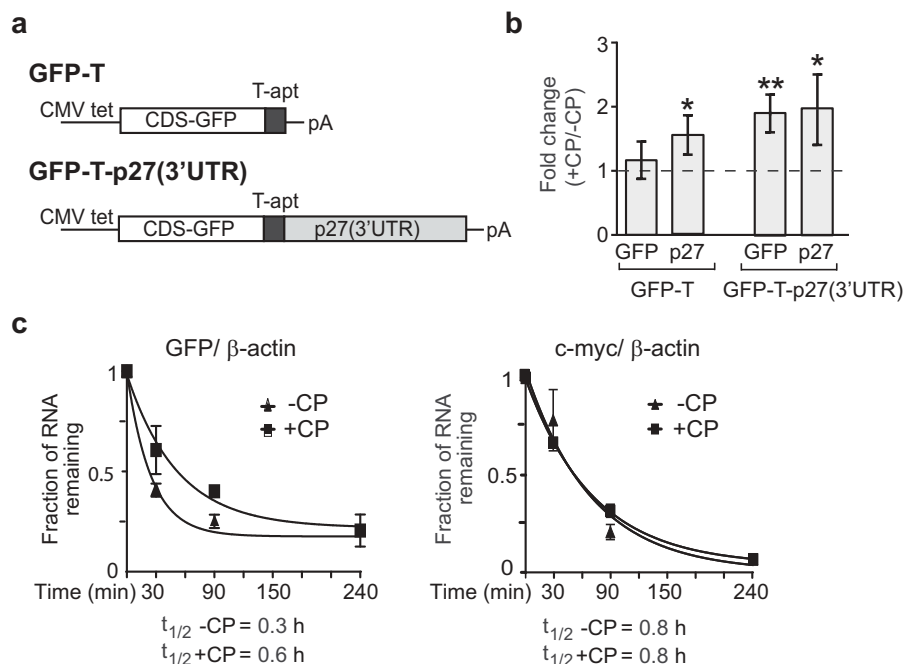 a
GFP-T
CMV tet
T-apt
CDS-GFP
pA
GFP-T-p27(3'UTR)
CMV tet
T-apt
CDS-GFP
p27(3'UTR)
pA
b
Fold change
(+CP/-CP)
3
2
1
0
*
**
*
GFP p27 GFP p27
GFP-T GFP-T-p27(3'UTR)
c
GFP/ β-actin
Fraction of RNA
remaining
1
0.5
0
-CP
+CP
Time (min) 30 90 240
t1/2 -CP = 0.3 h
t1/2 +CP = 0.6 h
c-myc/ β-actin
Fraction of RNA
remaining
1
0.5
0
-CP
+CP
Time (min) 30 90 240
t1/2 -CP = 0.8 h
t1/2 +CP = 0.8 h